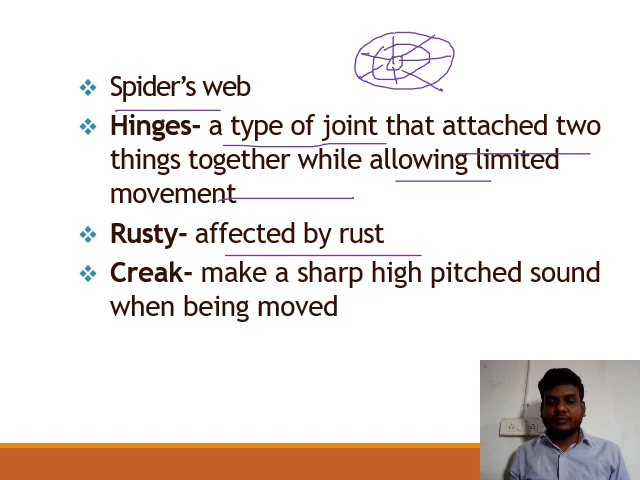 Spider's web
Hinges- a type of joint that attached two
things together while allowing limited
movement
Rusty- affected by rust
Creak- make a sharp high pitched sound
when being moved